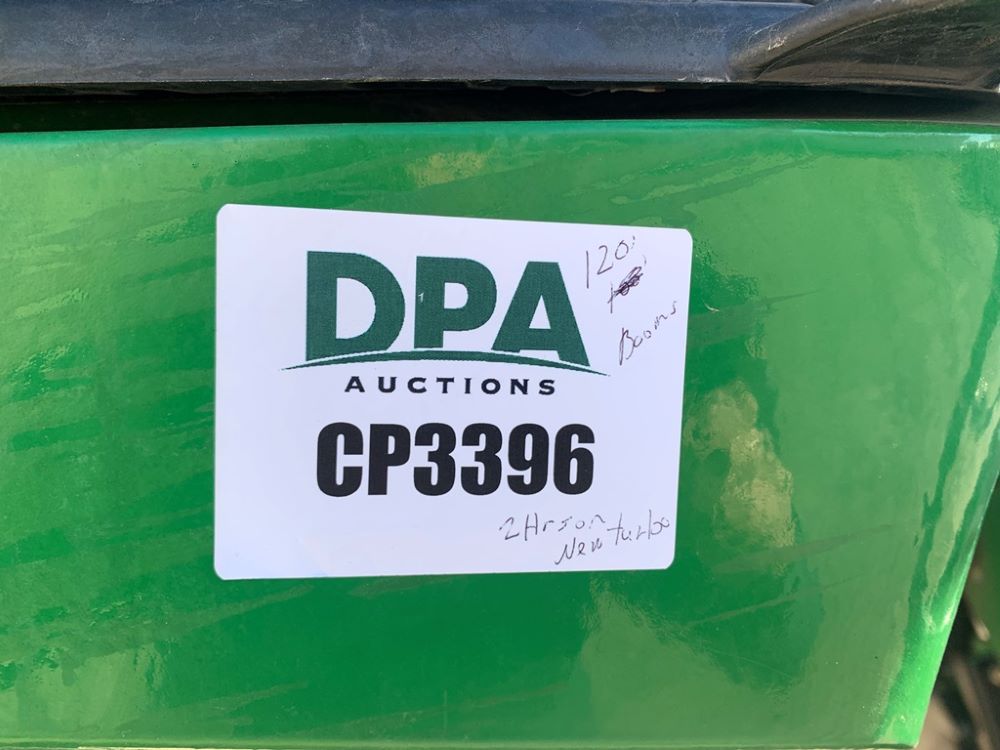 DPA
AUCTIONS
120'
Booms
CP3396
2 Hrs on
New turbo